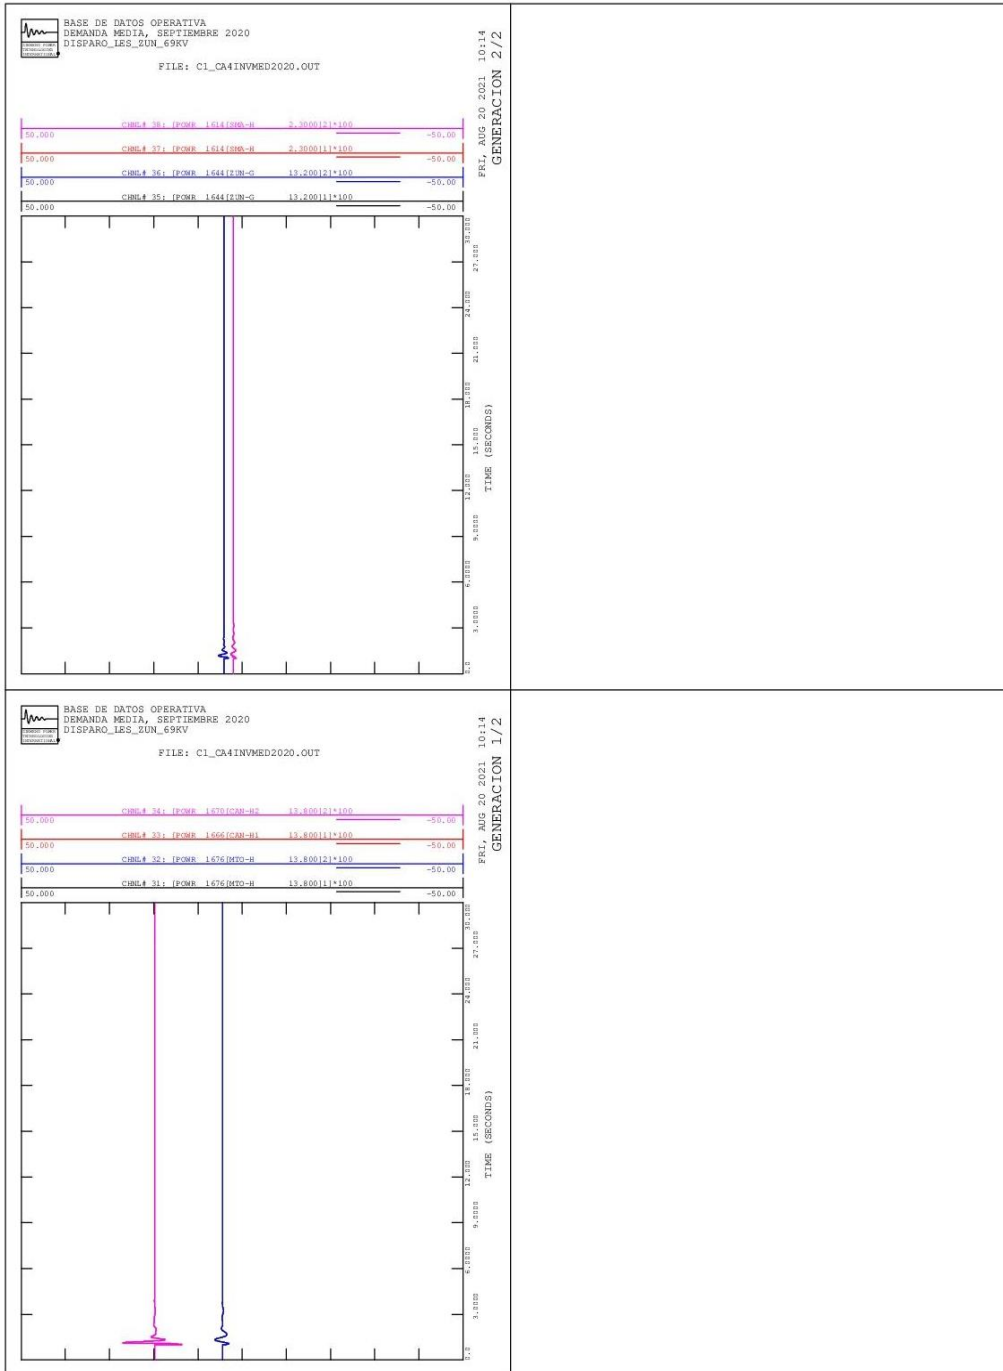 BASE DE DATOS OPERATIVA
DEMANDA MEDIA, SEPTIEMBRE 2020
DISPARO_LES_ZUN_69KV
FILE: C1_CA4INVMED2020.OUT
CHNL# 38: [POWR 1614[SMA-H 2.3000]2]*100
50.000 -50.00
CHNL# 37: [POWR 1614[SMA-H 2.3000]1]*100
50.000 -50.00
CHNL# 36: [POWR 1644[ZUN-G 13.200]2]*100
50.000 -50.00
CHNL# 35: [POWR 1644[ZUN-G 13.200]1]*100
50.000 -50.00
FRI, AUG 20 2021 10:14
GENERACION 2/2
30.000
27.000
24.000
21.000
18.000
15.000
12.000
9.0000
6.0000
3.0000
0.0
TIME (SECONDS)
BASE DE DATOS OPERATIVA
DEMANDA MEDIA, SEPTIEMBRE 2020
DISPARO_LES_ZUN_69KV
FILE: C1_CA4INVMED2020.OUT
CHNL# 34: [POWR 1670[CAN-H2 13.800]2]*100
50.000 -50.00
CHNL# 33: [POWR 1666[CAN-H1 13.800]1]*100
50.000 -50.00
CHNL# 32: [POWR 1676[MTO-H 13.800]2]*100
50.000 -50.00
CHNL# 31: [POWR 1676[MTO-H 13.800]1]*100
50.000 -50.00
FRI, AUG 20 2021 10:14
GENERACION 1/2
30.000
27.000
24.000
21.000
18.000
15.000
12.000
9.0000
6.0000
3.0000
0.0
TIME (SECONDS)